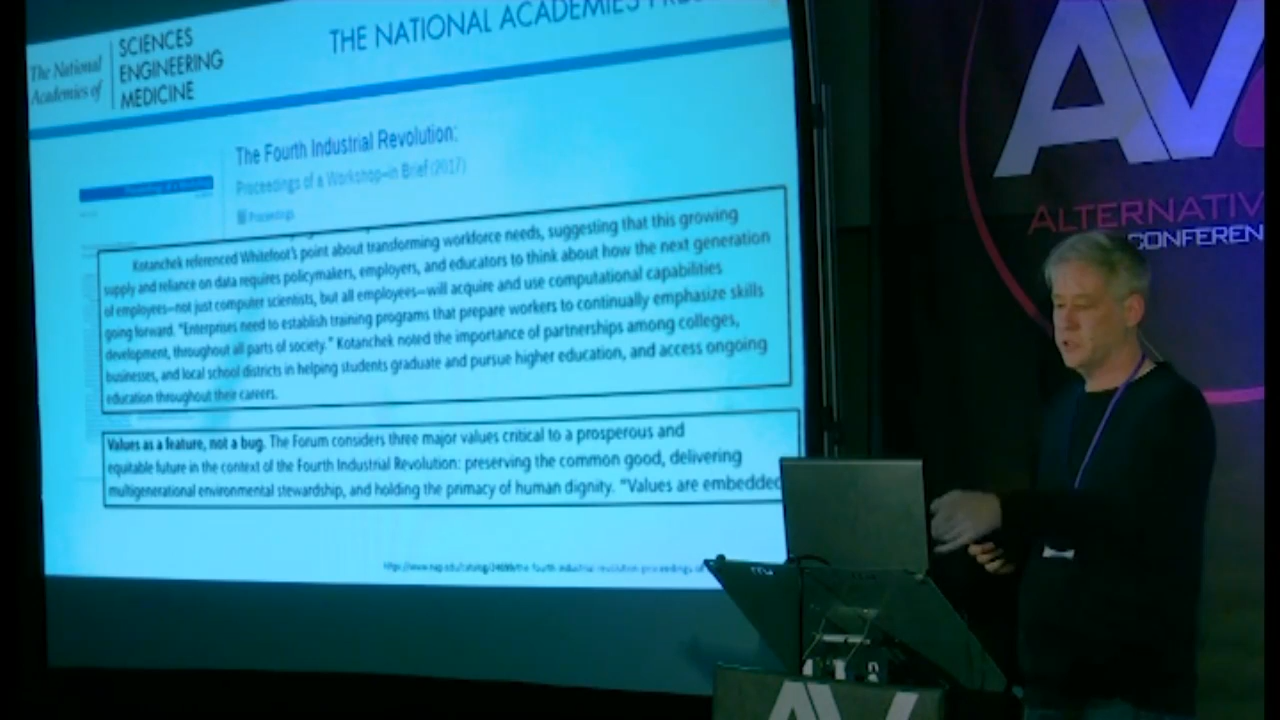 The National
Academies of
SCIENCES
ENGINEERING
MEDICINE
THE NATIONAL ACADEMIES
The Fourth Industrial Revolution:
Proceedings of a Workshop—in Brief (2017)
Proceedings
Kotanchek referenced Whitefoot's point about transforming workforce needs, suggesting that this growing
supply and reliance on data requires policymakers, employers, and educators to think about how the next generation
of employees—not just computer scientists, but all employees—will acquire and use computational capabilities
going forward. "Enterprises need to establish training programs that prepare workers to continually emphasize skills
development, throughout all parts of society." Kotanchek noted the importance of partnerships among colleges,
businesses, and local school districts in helping students graduate and pursue higher education, and access ongoing
education throughout their careers.
Values as a feature, not a bug. The Forum considers three major values critical to a prosperous and
equitable future in the context of the Fourth Industrial Revolution: preserving the common good, delivering
multigenerational environmental stewardship, and holding the primacy of human dignity. "Values are embedded
AV
ALTERNATIV
CONFEREN
AV